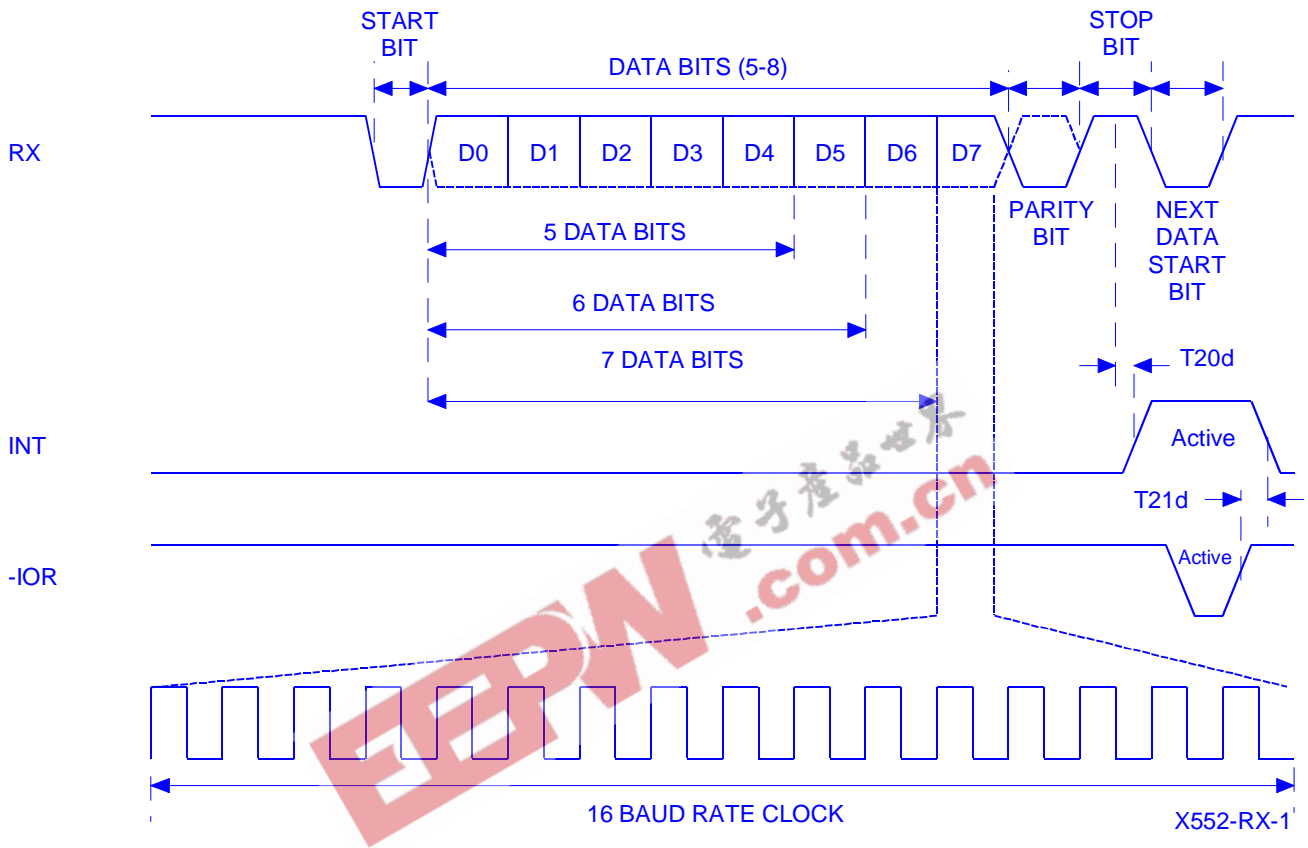 START
BIT
STOP
BIT
DATA BITS (5-8)
RX
D0 D1 D2 D3 D4 D5 D6 D7
PARITY
BIT
NEXT
DATA
START
BIT
5 DATA BITS
6 DATA BITS
7 DATA BITS
T20d
INT
Active
T21d
-IOR
Active
電子產品世界
EEPW
.com.cn
16 BAUD RATE CLOCK
X552-RX-1